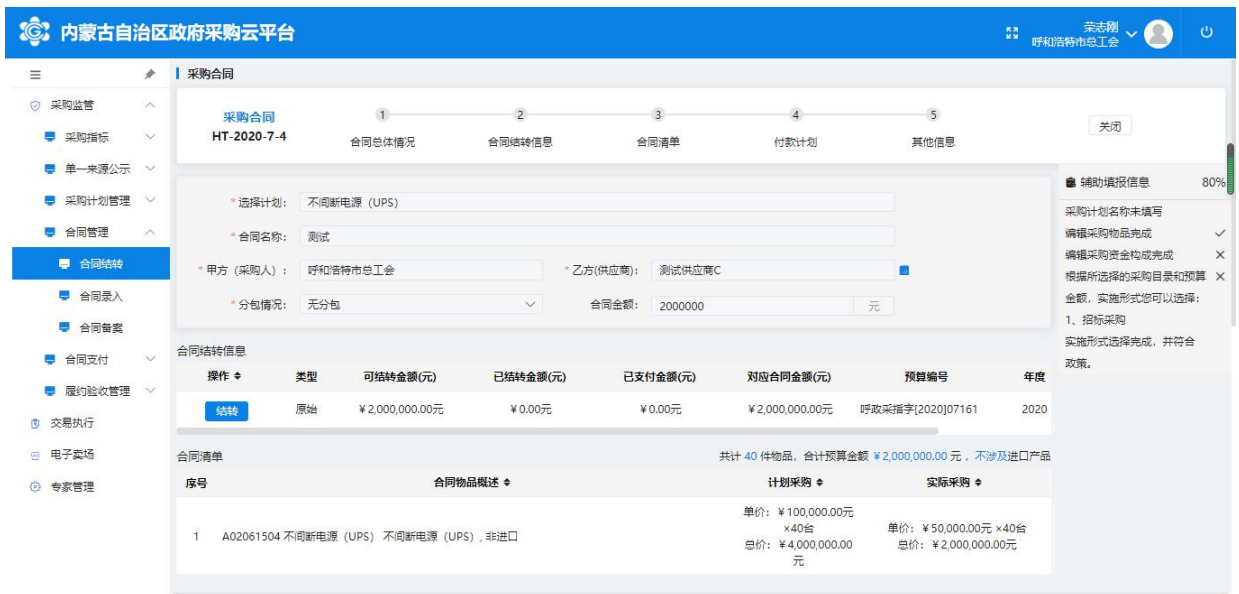 内蒙古自治区政府采购云平台
荣志刚
呼和浩特市总工会
采购监管
采购指标
单一来源公示
采购计划管理
合同管理
合同结转
合同录入
合同备案
合同支付
履约验收管理
交易执行
电子卖场
专家管理
采购合同
采购合同
HT-2020-7-4
1
合同总体情况
2
合同结转信息
3
合同清单
4
付款计划
5
其他信息
关闭
* 选择计划: 不间断电源（UPS）
* 合同名称: 测试
* 甲方（采购人）: 呼和浩特市总工会
* 乙方(供应商): 测试供应商C
* 分包情况: 无分包
合同金额: 2000000 元
合同结转信息
操作 类型 可结转金额(元) 已结转金额(元) 已支付金额(元) 对应合同金额(元) 预算编号 年度
结转 原始 ￥2,000,000.00元 ￥0.00元 ￥0.00元 ￥2,000,000.00元 呼政采指字[2020]07161 2020
合同清单
共计 40 件物品，合计预算金额 ￥2,000,000.00 元，不涉及进口产品
序号 合同物品概述 计划采购 实际采购
1 A02061504 不间断电源（UPS） 不间断电源（UPS）, 非进口
单价: ￥100,000.00元
×40台
总价: ￥4,000,000.00
元
单价: ￥50,000.00元 ×40台
总价: ￥2,000,000.00元
辅助填报信息 80%
采购计划名称未填写
编辑采购物品完成
编辑采购资金构成完成
根据所选择的采购目录和预算
金额，实施形式您可以选择:
1、招标采购
实施形式选择完成，并符合
政策。